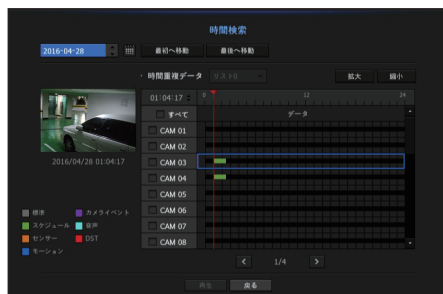 時間検索
2016-04-28
最初へ移動 最後へ移動
時間重複データ リスト0 拡大 縮小
01:04:17 0 12 24
すべて データ
CAM 01
CAM 02
CAM 03
CAM 04
CAM 05
CAM 06
CAM 07
CAM 08
2016/04/28 01:04:17
標準 カメライベント
スケジュール 音声
センサー DST
モーション
1/4
再生 戻る